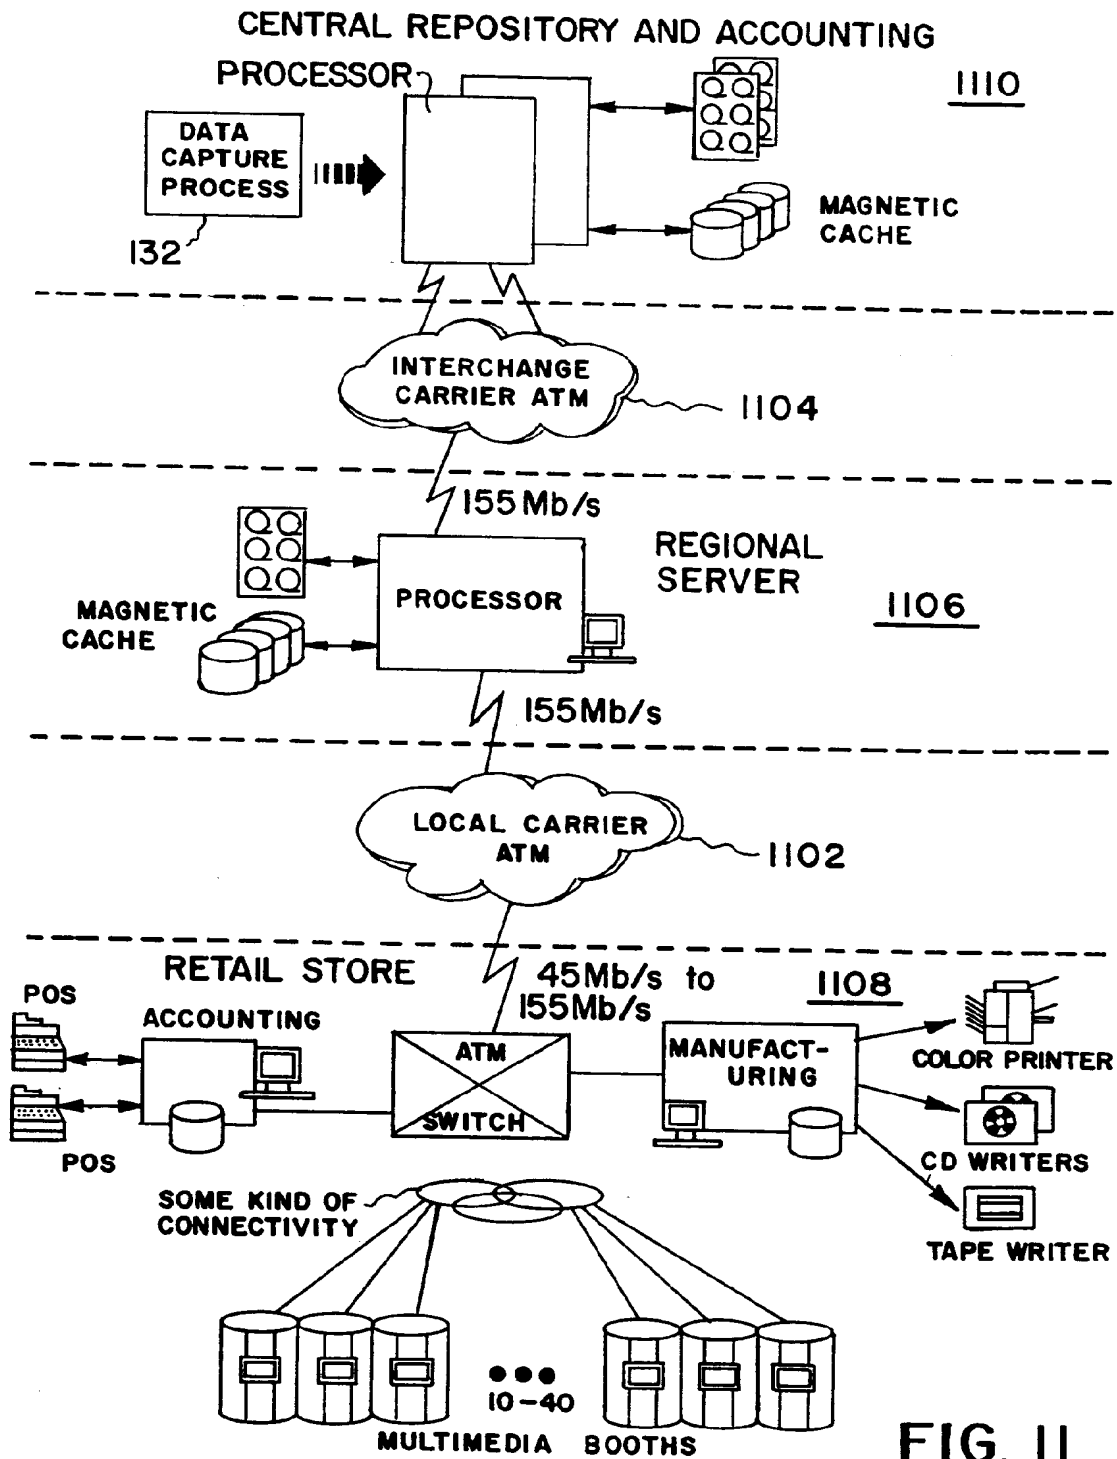 CENTRAL REPOSITORY AND ACCOUNTING
PROCESSOR
1110
DATA
CAPTURE
PROCESS
132
MAGNETIC
CACHE
INTERCHANGE
CARRIER ATM
1104
155Mb/s
REGIONAL
SERVER
PROCESSOR
1106
MAGNETIC
CACHE
155Mb/s
LOCAL CARRIER
ATM
1102
RETAIL STORE
45Mb/s to
155Mb/s
1108
POS
ACCOUNTING
ATM
SWITCH
MANUFACT-
URING
COLOR PRINTER
POS
CD WRITERS
SOME KIND OF
CONNECTIVITY
TAPE WRITER
10-40
MULTIMEDIA BOOTHS
FIG. 11